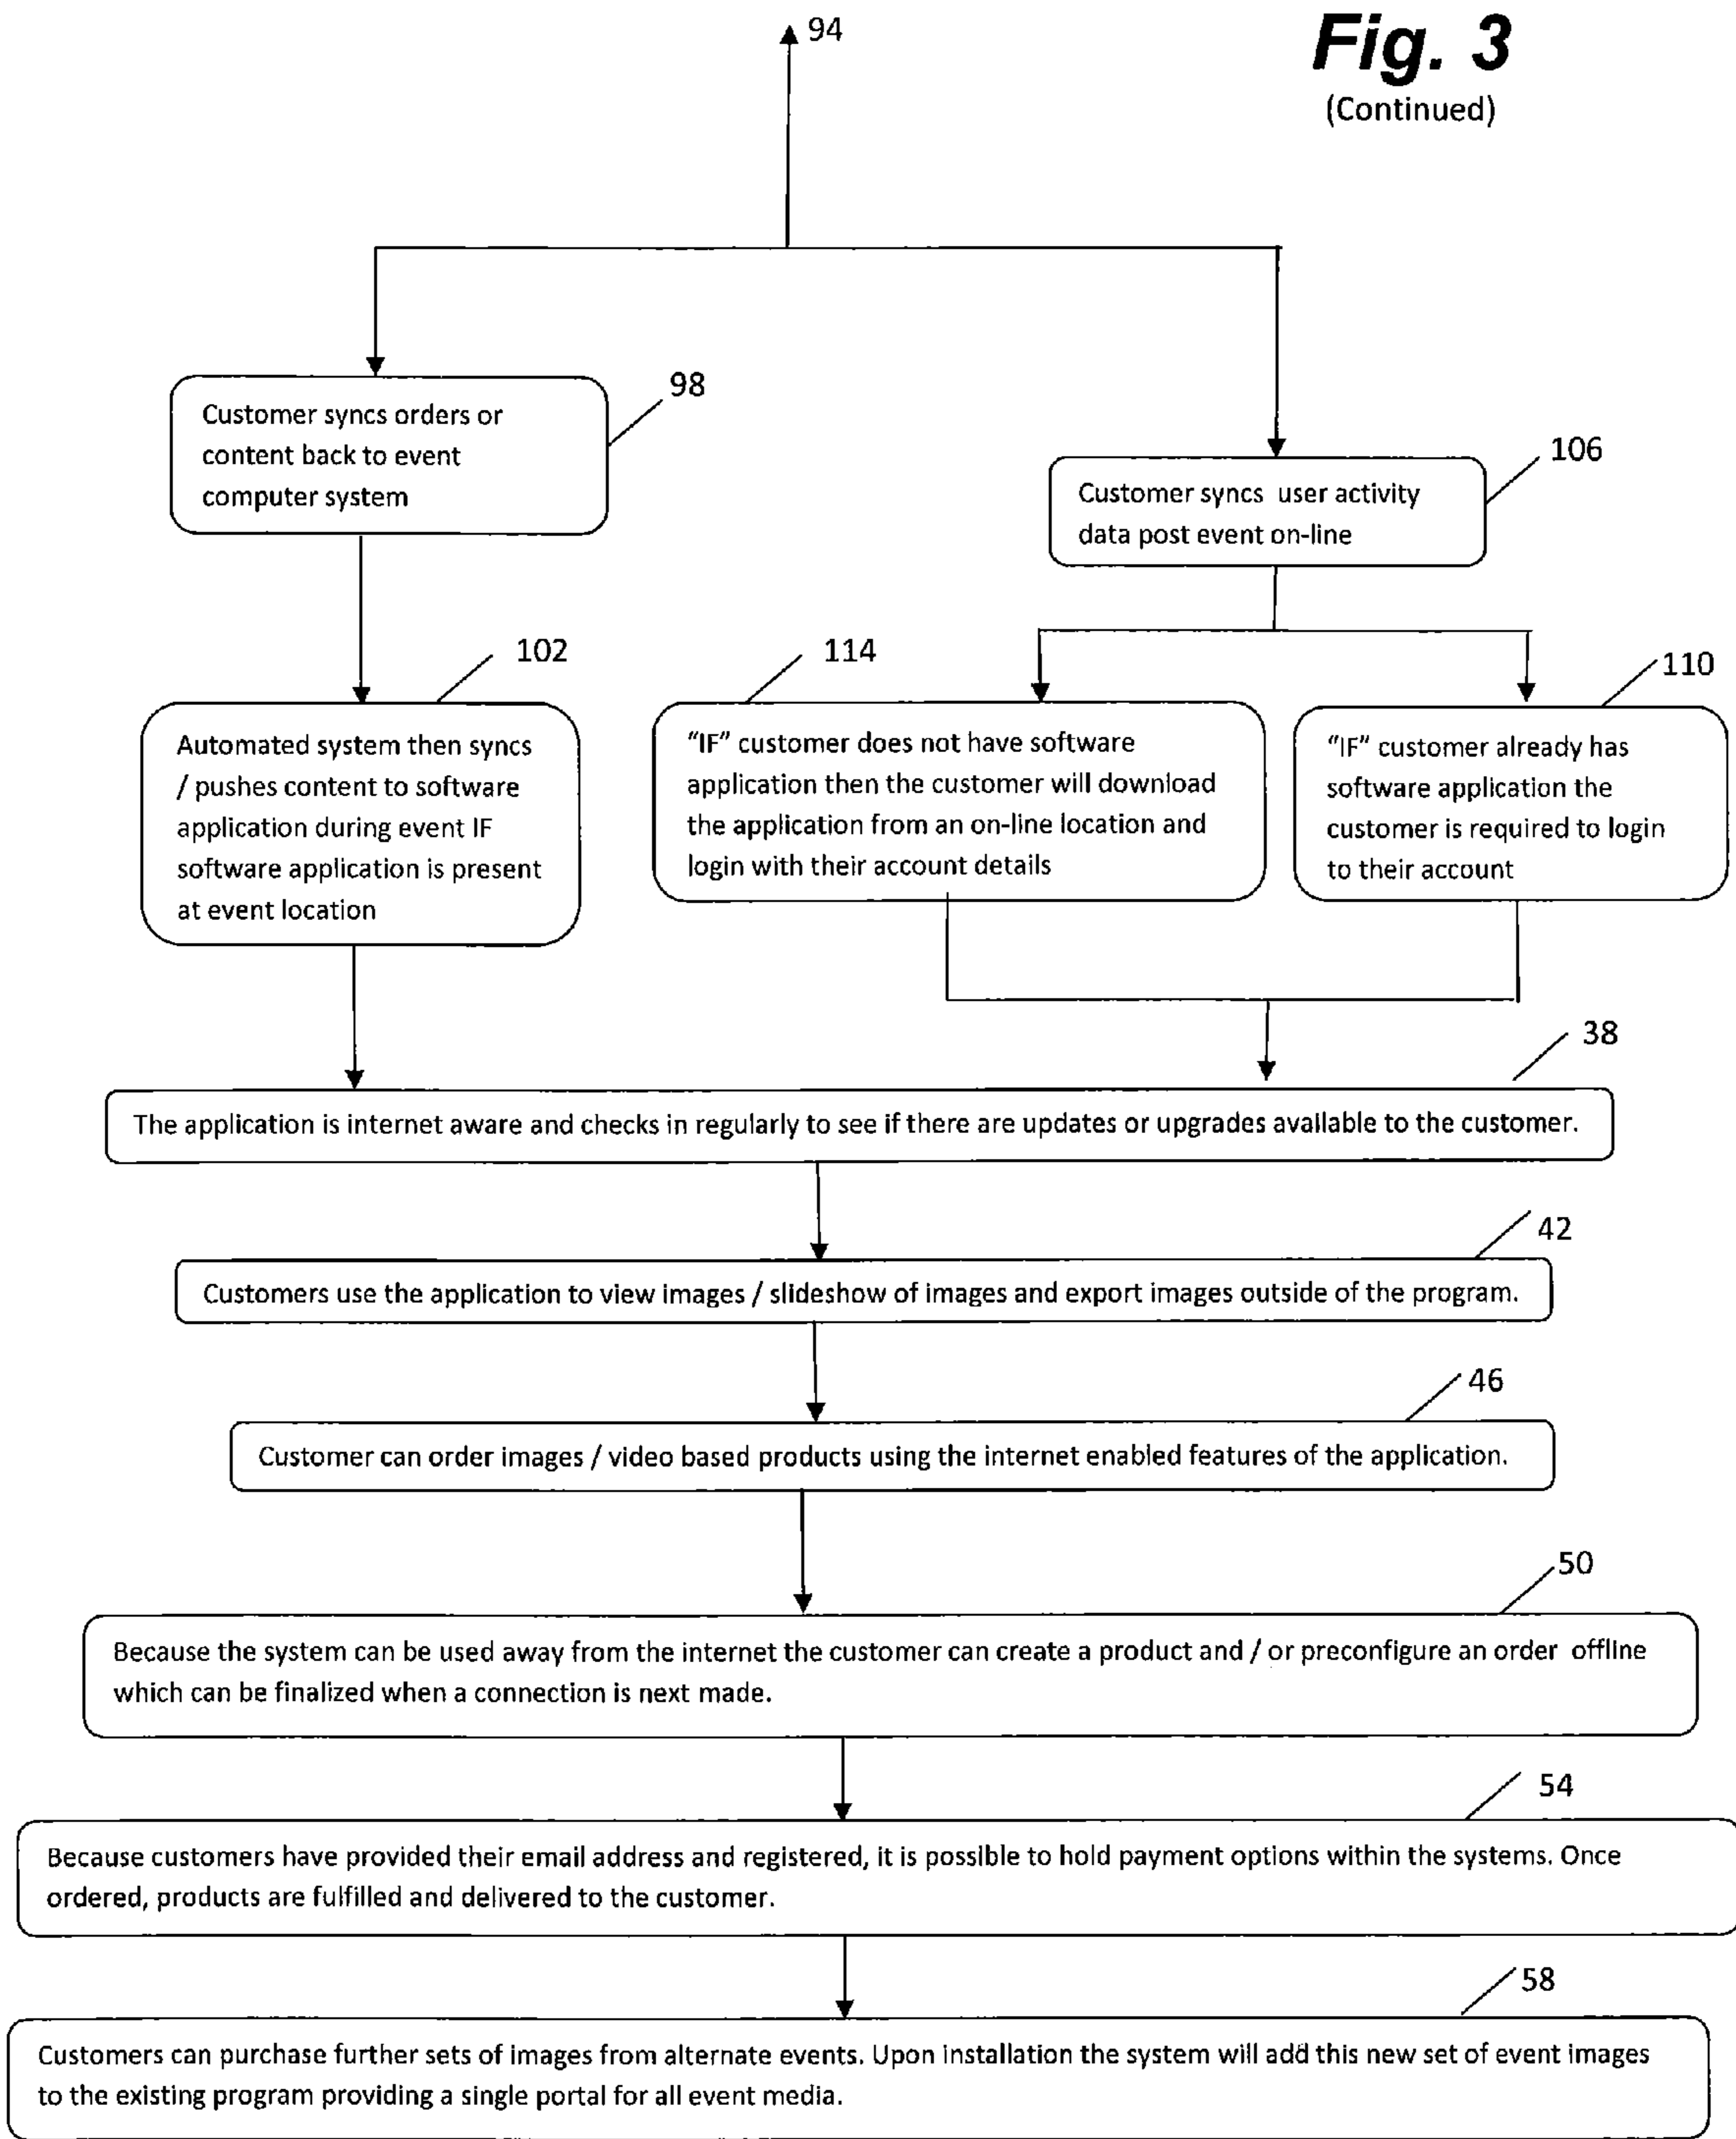 94
Fig. 3
(Continued)
98
Customer syncs orders or
content back to event
computer system
106
Customer syncs user activity
data post event on-line
102
Automated system then syncs
/ pushes content to software
application during event IF
software application is present
at event location
114
"IF" customer does not have software
application then the customer will download
the application from an on-line location and
login with their account details
110
"IF" customer already has
software application the
customer is required to login
to their account
38
The application is internet aware and checks in regularly to see if there are updates or upgrades available to the customer.
42
Customers use the application to view images / slideshow of images and export images outside of the program.
46
Customer can order images / video based products using the internet enabled features of the application.
50
Because the system can be used away from the internet the customer can create a product and / or preconfigure an order offline
which can be finalized when a connection is next made.
54
Because customers have provided their email address and registered, it is possible to hold payment options within the systems. Once
ordered, products are fulfilled and delivered to the customer.
58
Customers can purchase further sets of images from alternate events. Upon installation the system will add this new set of event images
to the existing program providing a single portal for all event media.